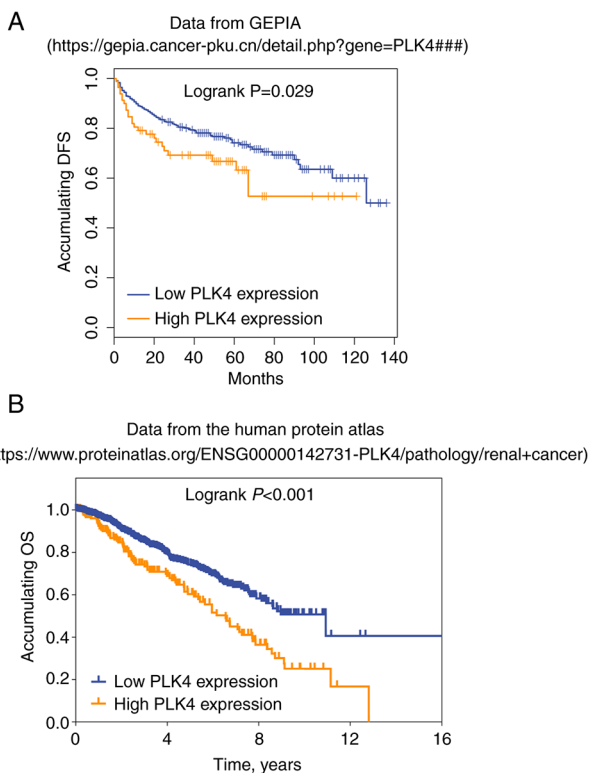 A
Data from GEPIA
(https://gepia.cancer-pku.cn/detail.php?gene=PLK4###)
Logrank P=0.029
Accumulating DFS
1.0
0.8
0.6
0.4
0.2
0.0
Low PLK4 expression
High PLK4 expression
0 20 40 60 80 100 120 140
Months
B
Data from the human protein atlas
ttps://www.proteinatlas.org/ENSG00000142731-PLK4/pathology/renal+cancer)
Logrank P<0.001
Accumulating OS
1.0
0.8
0.6
0.4
0.2
0.0
Low PLK4 expression
High PLK4 expression
0 4 8 12 16
Time, years